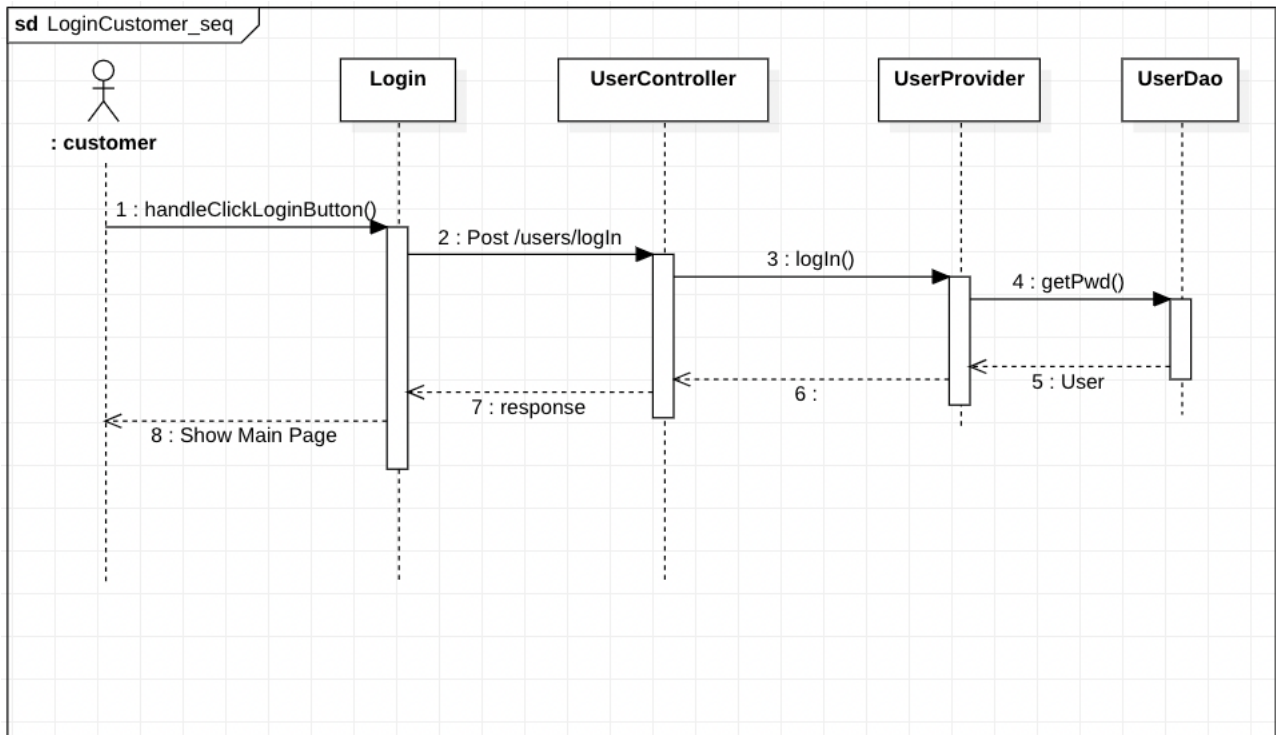 sd LoginCustomer_seq
Login
UserController
UserProvider
UserDao
: customer
1 : handleClickLoginButton()
2 : Post /users/logIn
3 : logIn()
4 : getPwd()
5 : User
6 :
7 : response
8 : Show Main Page